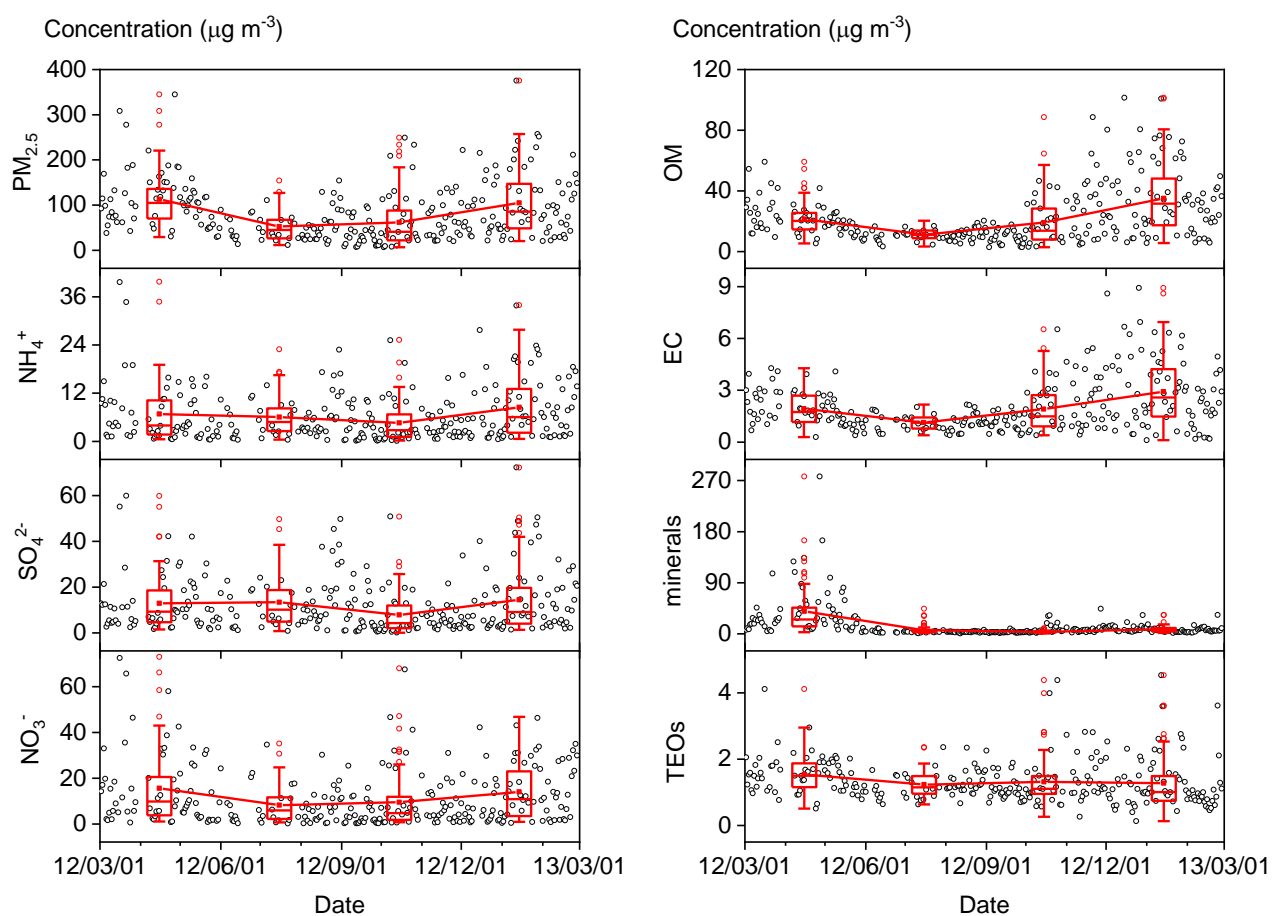 Concentration (μg m⁻³)
400
300
200
100
0
PM₂.₅
36
24
12
0
NH₄⁺
60
40
20
0
SO₄²⁻
60
40
20
0
NO₃⁻
12/03/01 12/06/01 12/09/01 12/12/01 13/03/01
Date
Concentration (μg m⁻³)
120
80
40
0
OM
9
6
3
0
EC
270
180
90
0
minerals
4
2
0
TEOs
12/03/01 12/06/01 12/09/01 12/12/01 13/03/01
Date